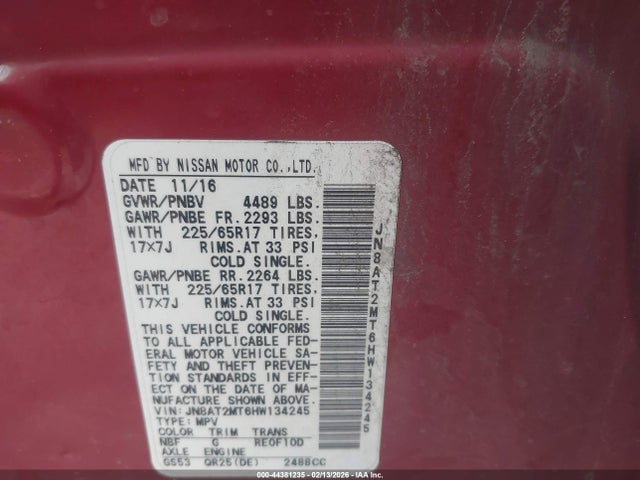 MFD BY NISSAN MOTOR CO.,LTD.
DATE 11/16
GVWR/PNBV 4489 LBS.
GAWR/PNBE FR. 2293 LBS.
WITH 225/65R17 TIRES.
17×7J RIMS.AT 33 PSI
COLD SINGLE.
GAWR/PNBE RR. 2264 LBS.
WITH 225/65R17 TIRES.
17×7J RIMS.AT 33 PSI
COLD SINGLE.
THIS VEHICLE CONFORMS
TO ALL APPLICABLE FED-
ERAL MOTOR VEHICLE SA-
FETY AND THEFT PREVEN-
TION STANDARDS IN EFF-
ECT ON THE DATE OF MA-
NUFACTURE SHOWN ABOVE.
VIN:JN8AT2MT6HW134245
TYPE:MPV
COLOR TRIM TRANS
NBF G RE0F10D
AXLE ENGINE
GS53 QR25(DE) 2488CC
JN8AT2MT6HW134245
000-44381235 - 02/13/2026 - © IAA, LLC